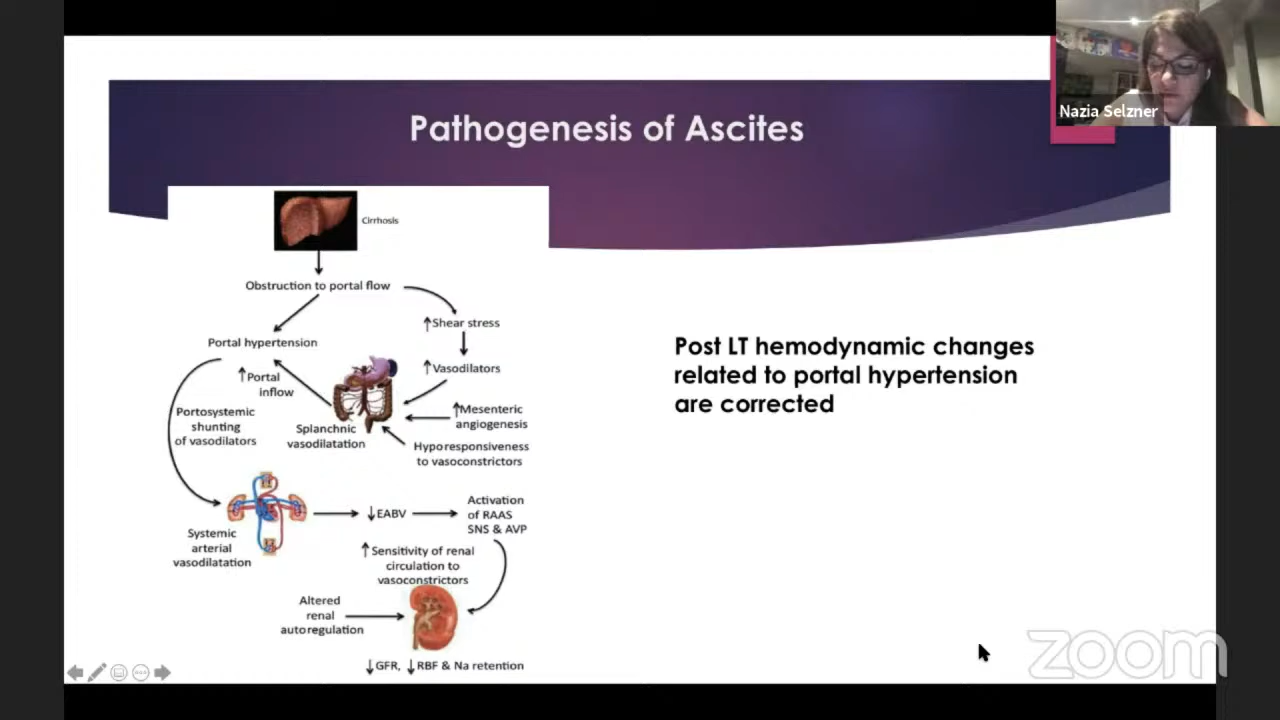 Pathogenesis of Ascites
Nazia Selzner
Cirrhosis
Obstruction to portal flow
↑Shear stress
Portal hypertension
↑Portal
inflow
↑Vasodilators
Portosystemic
shunting
of vasodilators
Splanchnic
vasodilatation
↑Mesenteric
angiogenesis
Hyporesponsiveness
to vasoconstrictors
Systemic
arterial
vasodilatation
↓EABV
Activation
of RAAS
SNS & AVP
↑Sensitivity of renal
circulation to
vasoconstrictors
Altered
renal
autoregulation
↓GFR, ↓RBF & Na retention
Post LT hemodynamic changes
related to portal hypertension
are corrected
zoom